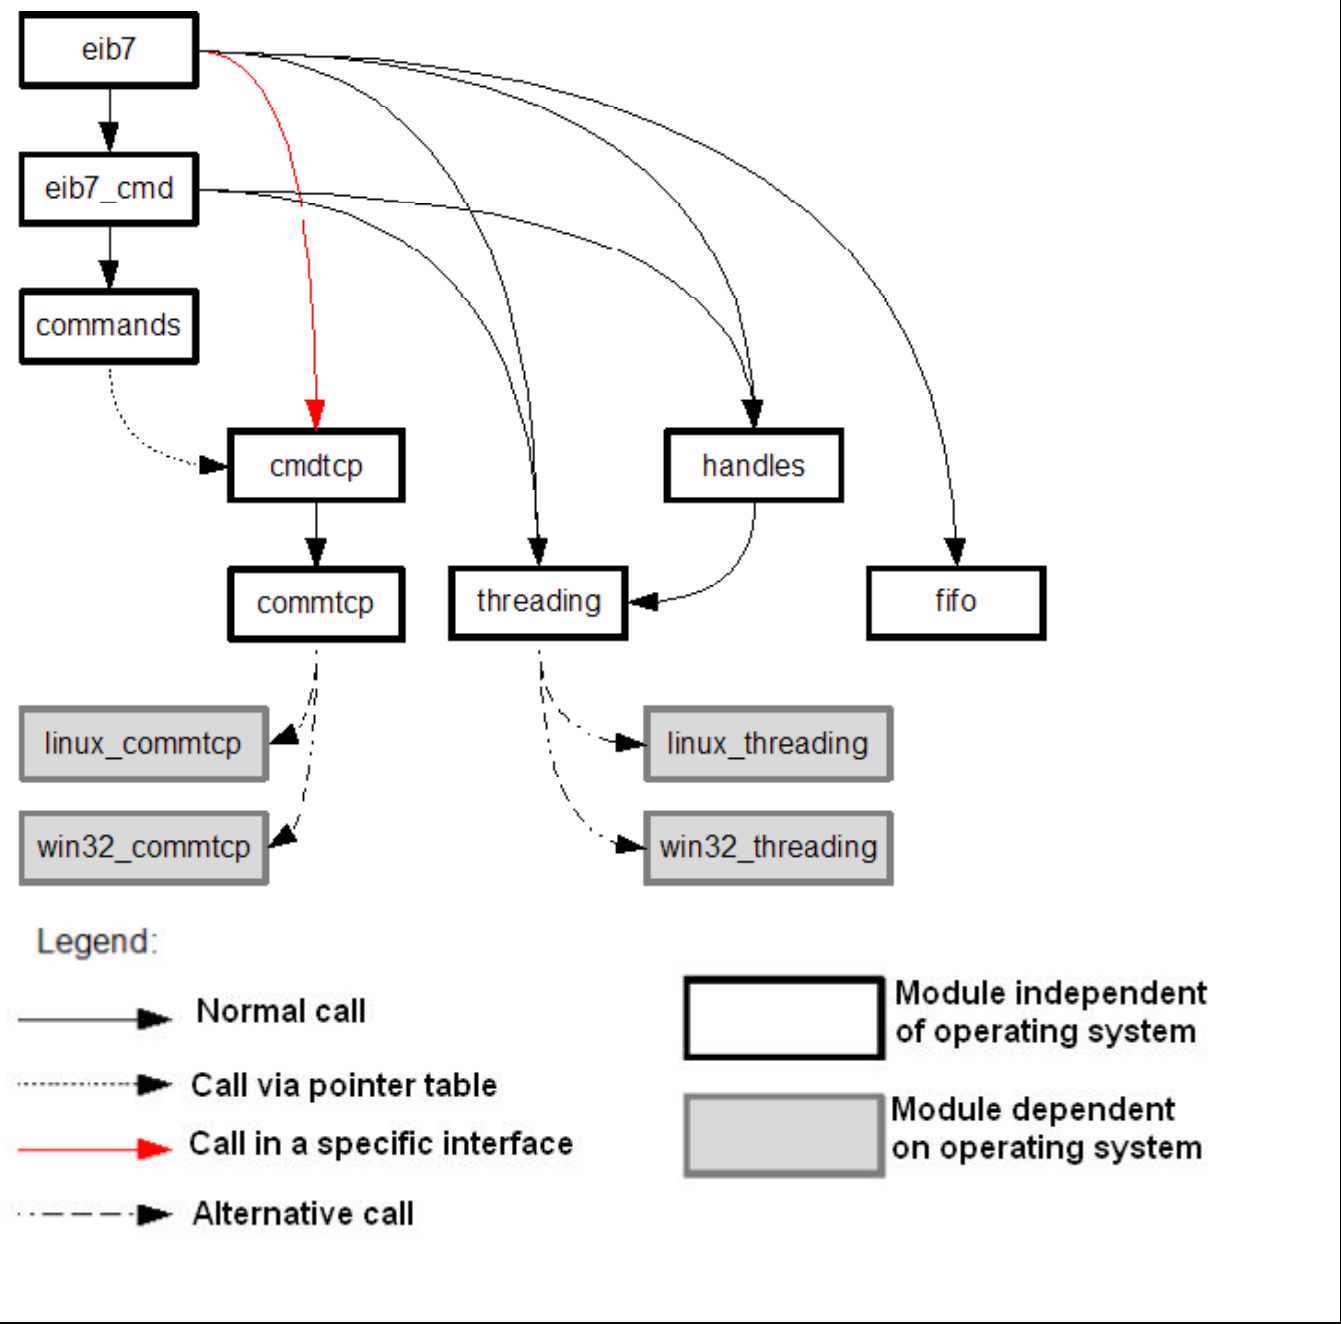 eib7
eib7_cmd
commands
cmdtcp
handles
commtcp
threading
fifo
linux_commtcp
linux_threading
win32_commtcp
win32_threading
Legend:
Normal call
Call via pointer table
Call in a specific interface
Alternative call
Module independent
of operating system
Module dependent
on operating system